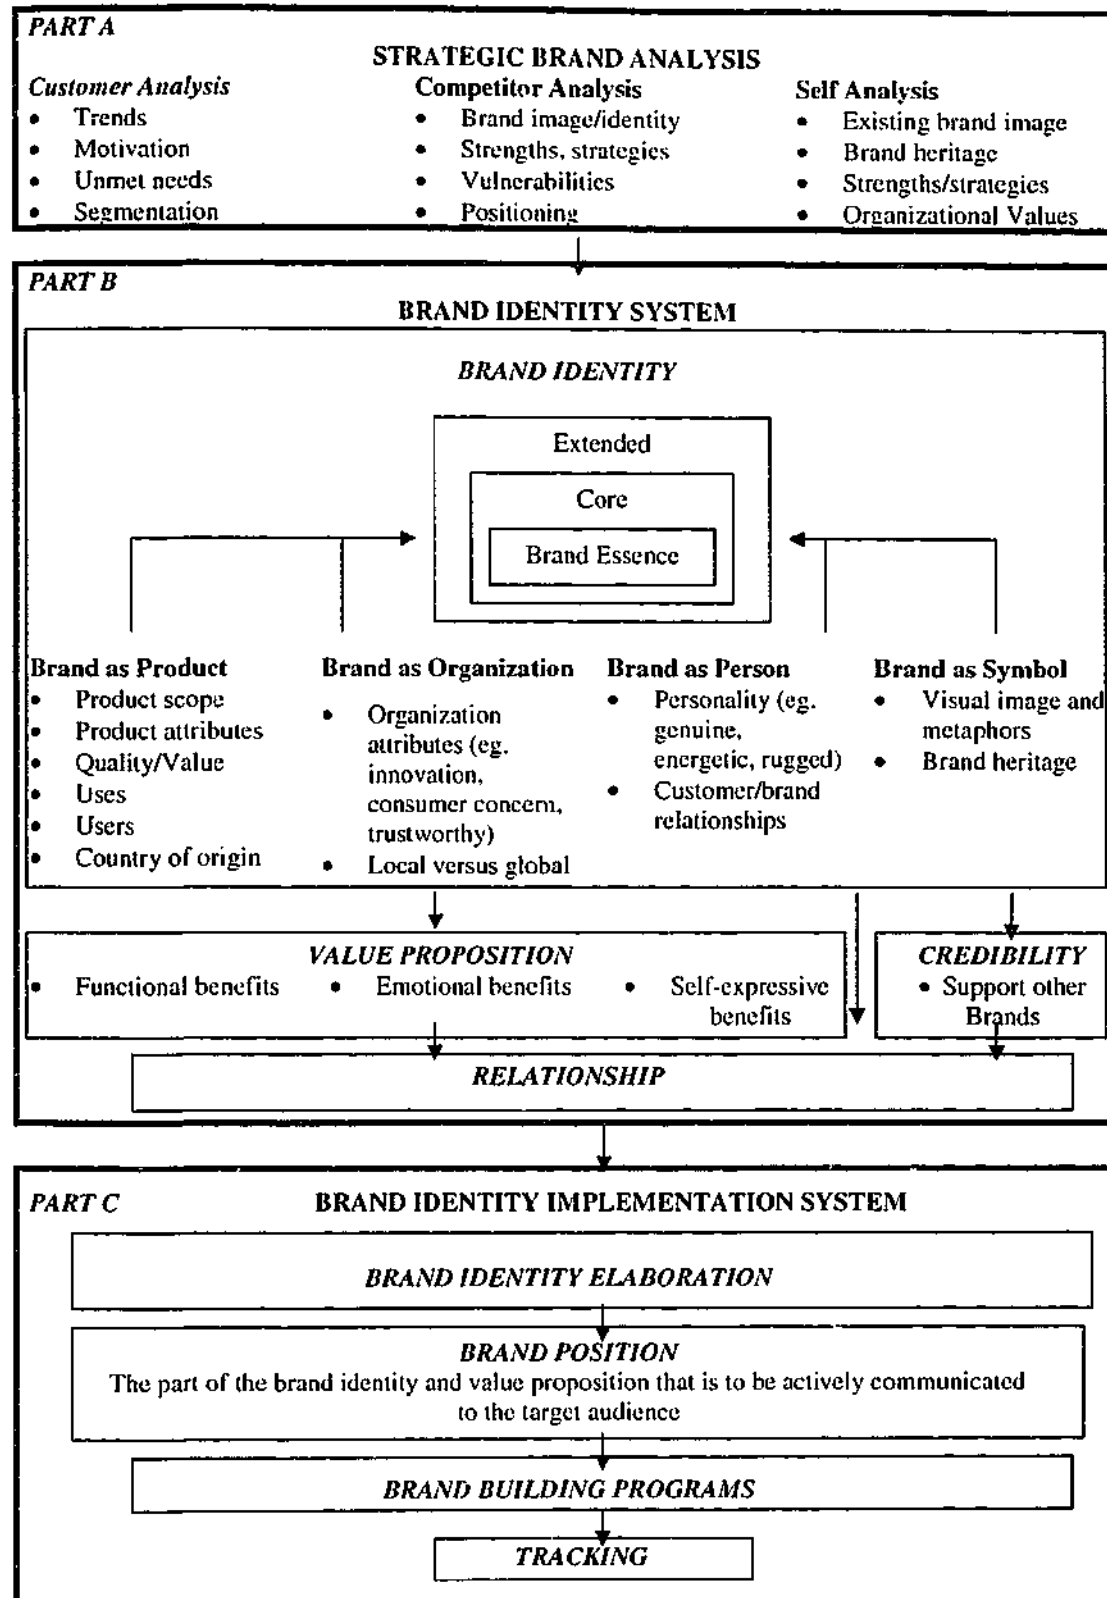 PART A
STRATEGIC BRAND ANALYSIS
Customer Analysis
• Trends
• Motivation
• Unmet needs
• Segmentation
Competitor Analysis
• Brand image/identity
• Strengths, strategies
• Vulnerabilities
• Positioning
Self Analysis
• Existing brand image
• Brand heritage
• Strengths/strategies
• Organizational Values
PART B
BRAND IDENTITY SYSTEM
BRAND IDENTITY
Extended
Core
Brand Essence
Brand as Product
• Product scope
• Product attributes
• Quality/Value
• Uses
• Users
• Country of origin
Brand as Organization
• Organization
attributes (eg.
innovation,
consumer concern,
trustworthy)
• Local versus global
Brand as Person
• Personality (eg.
genuine,
energetic, rugged)
• Customer/brand
relationships
Brand as Symbol
• Visual image and
metaphors
• Brand heritage
VALUE PROPOSITION
• Functional benefits
• Emotional benefits
• Self-expressive
benefits
CREDIBILITY
• Support other
Brands
RELATIONSHIP
PART C
BRAND IDENTITY IMPLEMENTATION SYSTEM
BRAND IDENTITY ELABORATION
BRAND POSITION
The part of the brand identity and value proposition that is to be actively communicated
to the target audience
BRAND BUILDING PROGRAMS
TRACKING